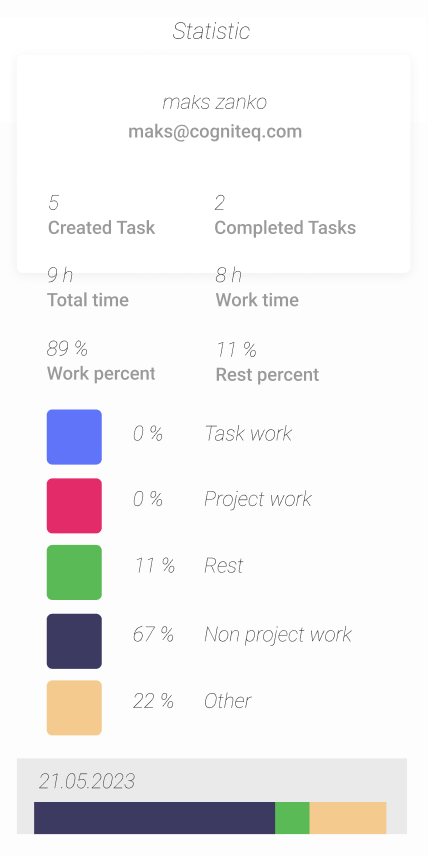 Statistic
maks zanko
maks@cogniteq.com
5 2
Created Task Completed Tasks
9 h 8 h
Total time Work time
89 % 11 %
Work percent Rest percent
0 % Task work
0 % Project work
11 % Rest
67 % Non project work
22 % Other
21.05.2023